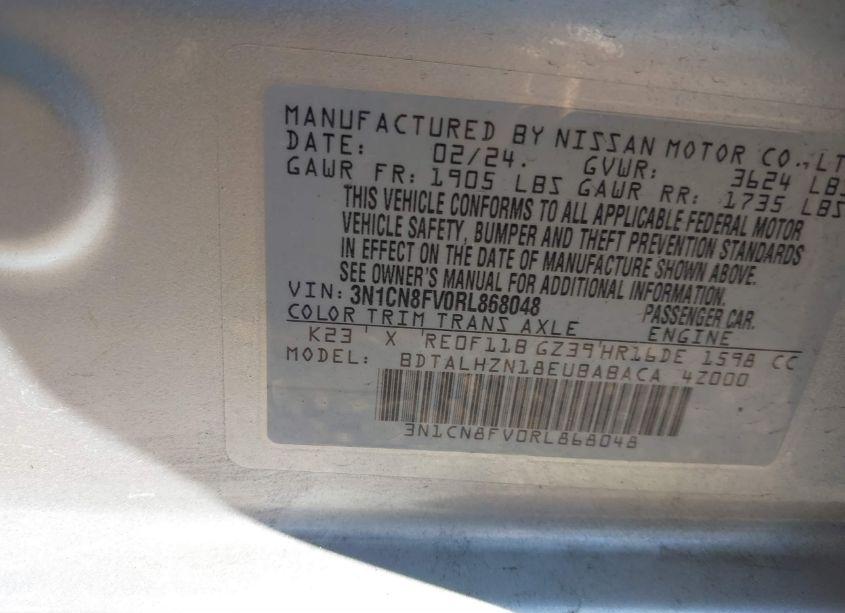 MANUFACTURED BY NISSAN MOTOR CO.,LT
DATE: 02/24. GVWR: 3624 LBS
GAWR FR: 1905 LBS GAWR RR: 1735 LBS
THIS VEHICLE CONFORMS TO ALL APPLICABLE FEDERAL MOTOR
VEHICLE SAFETY, BUMPER AND THEFT PREVENTION STANDARDS
IN EFFECT ON THE DATE OF MANUFACTURE SHOWN ABOVE.
SEE OWNER'S MANUAL FOR ADDITIONAL INFORMATION.
VIN: 3N1CN8FV0RL868048 PASSENGER CAR.
COLOR TRIM TRANS AXLE ENGINE
K23 ' X 'RE0F11B GZ39'HR16DE 1598 CC
MODEL: BDTALHZN18EUBABACA 4Z000
3N1CN8FV0RL868048